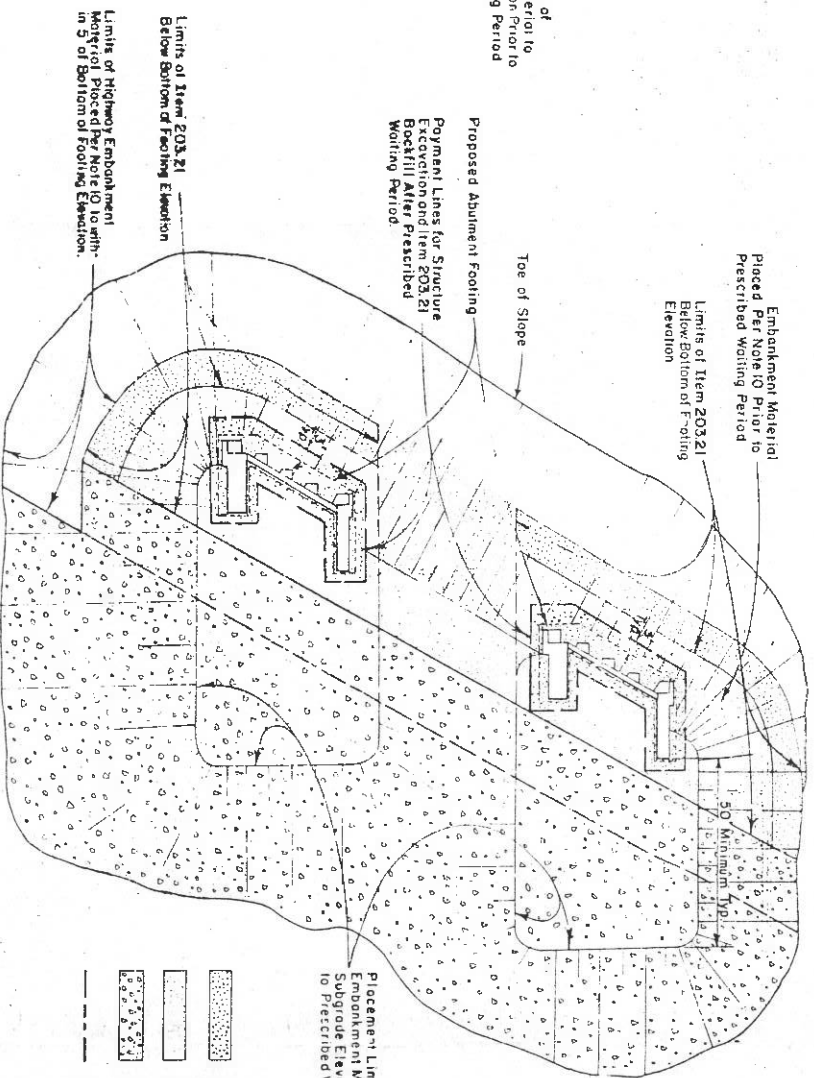 of
erial to
on Prior to
g Period
Embankment Material
Placed Per Note 10 Prior to
Prescribed Waiting Period
Limits of Item 203.21
Below Bottom of Footing
Elevation
Toe of Slope
Proposed Abutment Footing
Payment Lines for Structure
Excavation and Item 203.21
Backfill After Prescribed
Waiting Period.
Limits of Item 203.21
Below Bottom of Footing Elevation
Limits of Highway Embankment
Material Placed Per Note 10 to with-
in 5' of Bottom of Footing Elevation.
50 Minimum Typ.
Placement Lin
Embankment M
Subgrade Elev
to Prescribed